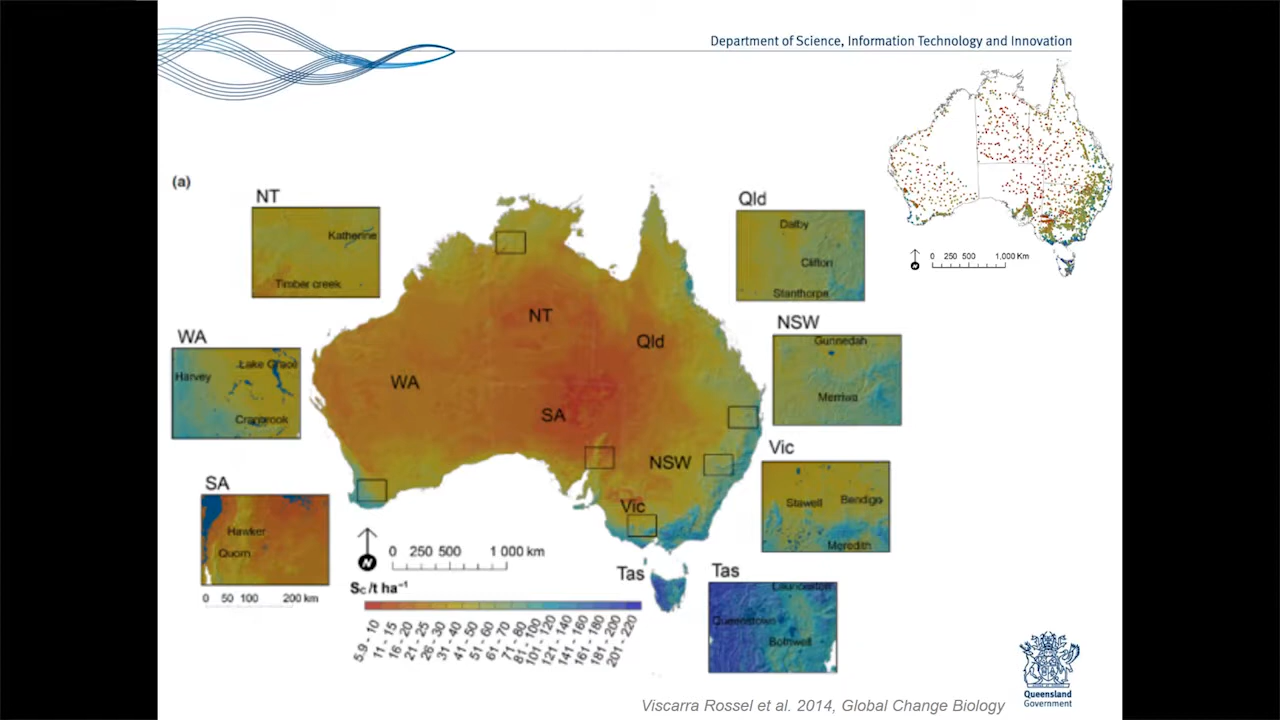 Department of Science, Information Technology and Innovation
0 250 500 1,000 Km
(a)
NT
Katherine
Timber creek
Qld
Dalby
Clifton
Stanthorpe
WA
Lake Grace
Harvey
Cranbrook
NSW
Gunnedah
Merriwa
NT
Qld
WA
SA
NSW
Vic
Tas
SA
Hawker
Quorn
0 50 100 200 km
Vic
Stawell Bendigo
Meredith
N
0 250 500 1 000 km
Sc /t ha⁻¹
5.9 - 10
11 - 15
16 - 20
21 - 25
26 - 30
31 - 40
41 - 50
51 - 60
61 - 70
71 - 80
81 - 100
101 - 120
121 - 140
141 - 160
161 - 180
181 - 200
201 - 220
Tas
Launceston
Queenstown
Bothwell
Queensland
Government
Viscarra Rossel et al. 2014, Global Change Biology